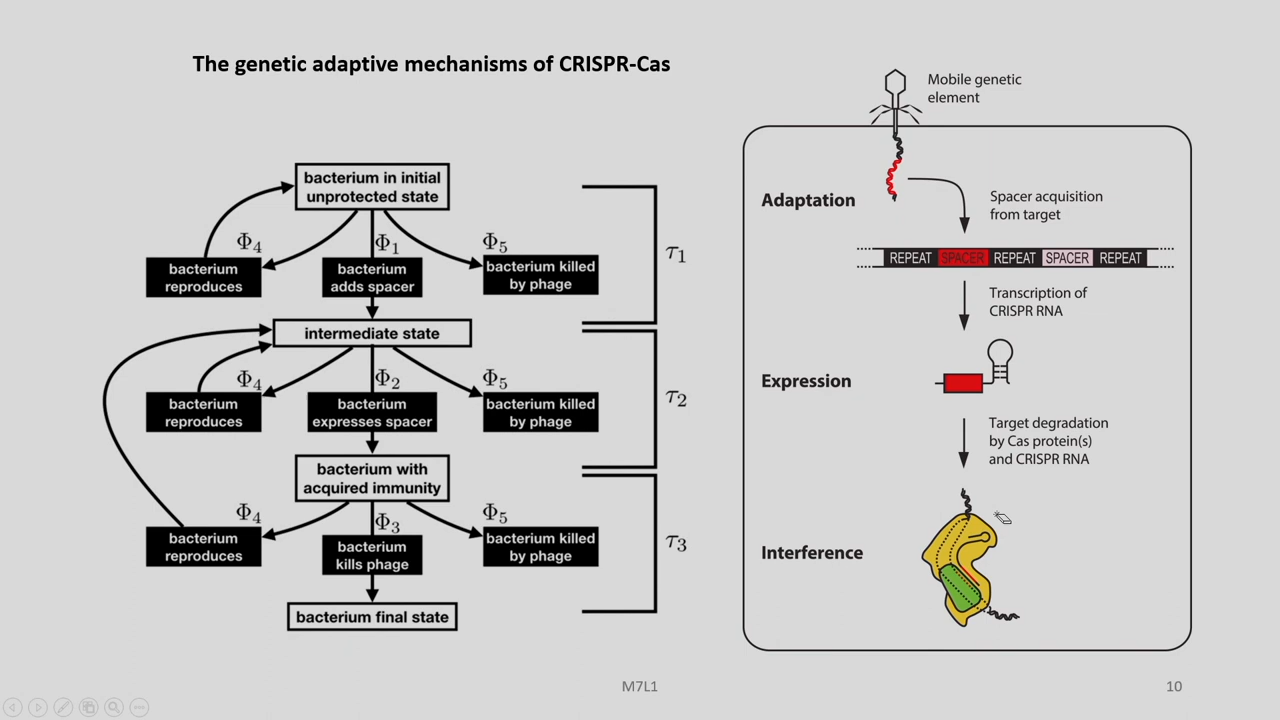 The genetic adaptive mechanisms of CRISPR-Cas
bacterium in initial
unprotected state
Φ4
Φ1
Φ5
bacterium
reproduces
bacterium
adds spacer
bacterium killed
by phage
τ1
intermediate state
Φ4
Φ2
Φ5
bacterium
reproduces
bacterium
expresses spacer
bacterium killed
by phage
τ2
bacterium with
acquired immunity
Φ4
Φ3
Φ5
bacterium
reproduces
bacterium
kills phage
bacterium killed
by phage
τ3
bacterium final state
Mobile genetic
element
Adaptation
Spacer acquisition
from target
REPEAT SPACER REPEAT SPACER REPEAT
Transcription of
CRISPR RNA
Expression
Target degradation
by Cas protein(s)
and CRISPR RNA
Interference
M7L1
10